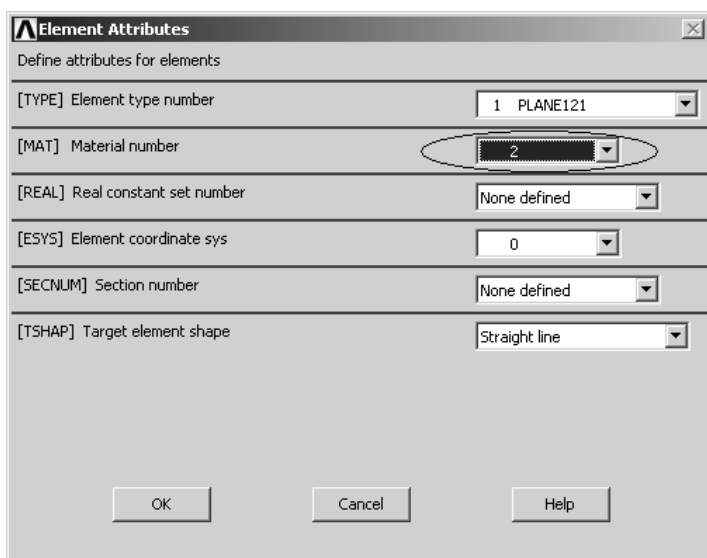 Element Attributes
Define attributes for elements
[TYPE] Element type number 1 PLANE121
[MAT] Material number 2
[REAL] Real constant set number None defined
[ESYS] Element coordinate sys 0
[SECNUM] Section number None defined
[TSHAP] Target element shape Straight line
OK Cancel Help